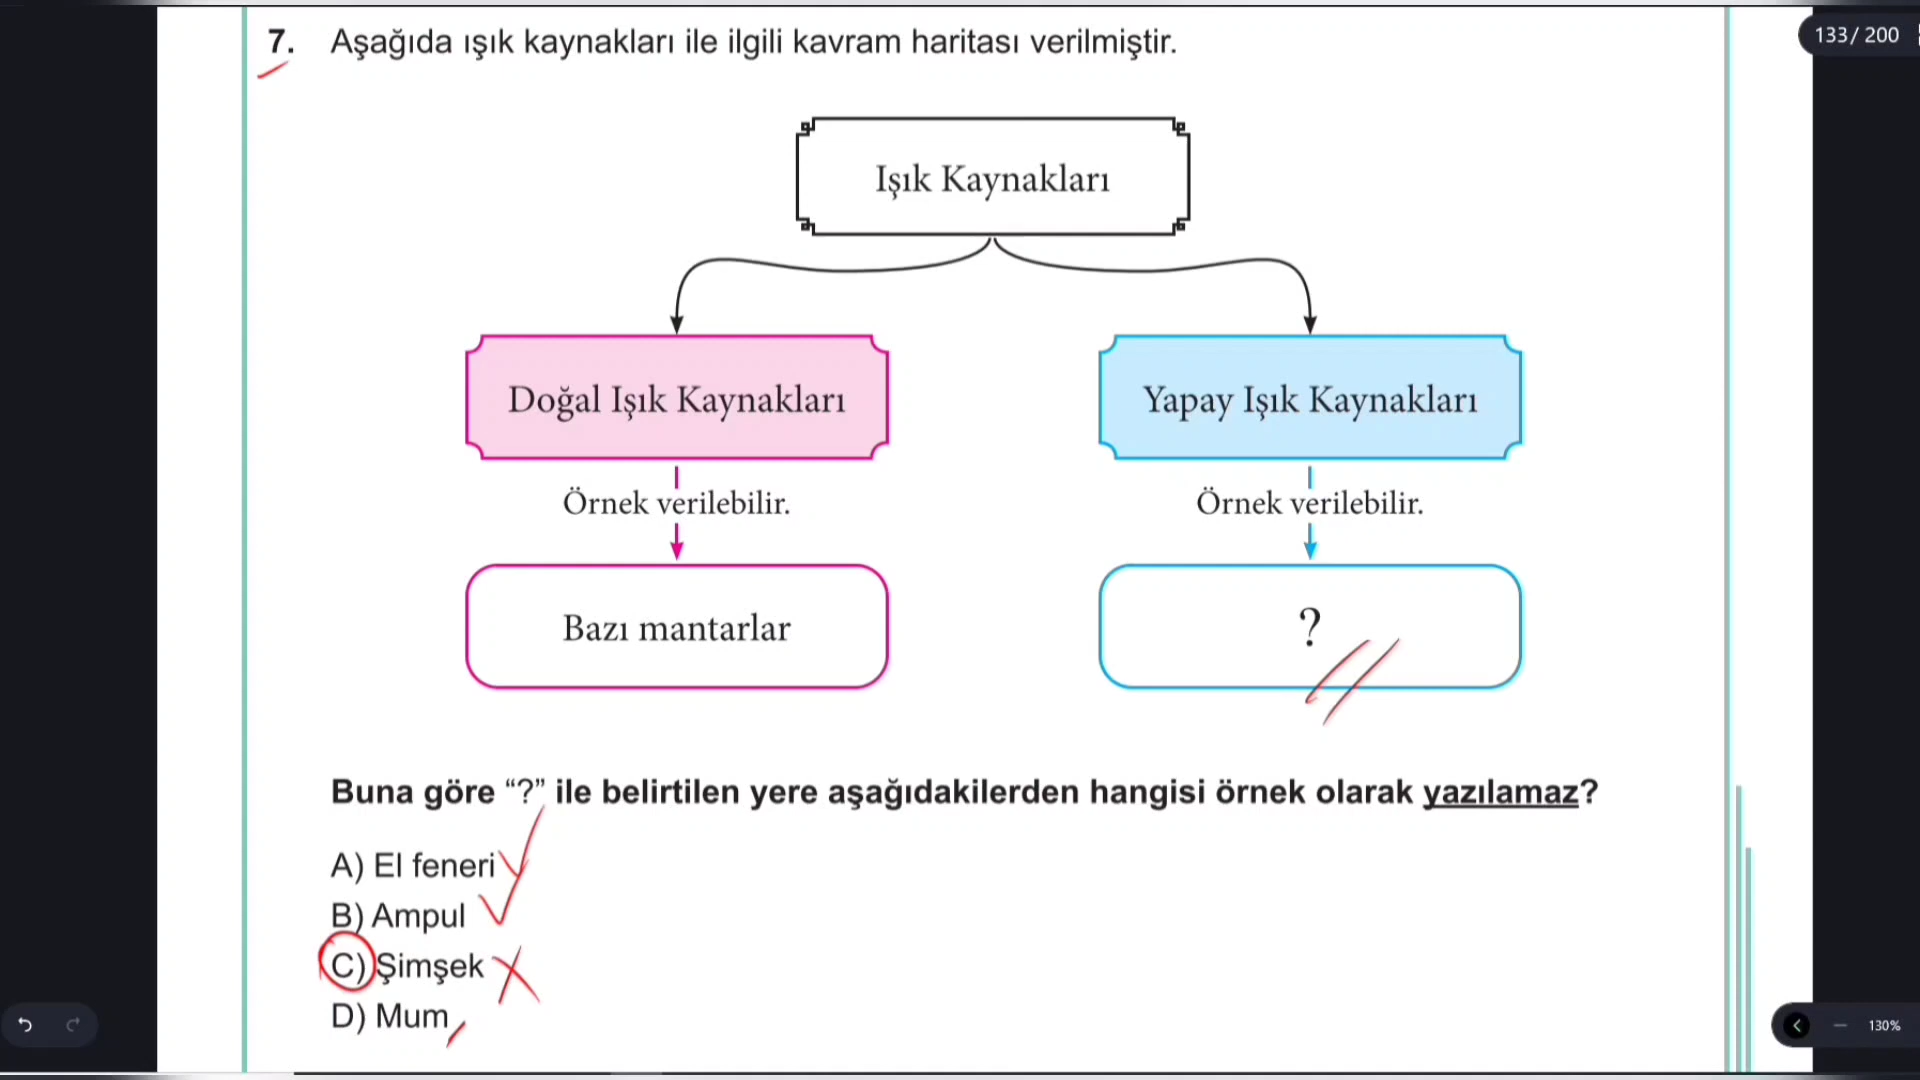 133/ 200
7. Aşağıda ışık kaynakları ile ilgili kavram haritası verilmiştir.
Işık Kaynakları
Doğal Işık Kaynakları
Yapay Işık Kaynakları
Örnek verilebilir.
Örnek verilebilir.
Bazı mantarlar
?
Buna göre “?” ile belirtilen yere aşağıdakilerden hangisi örnek olarak yazılamaz?
A) El feneri
B) Ampul
C) Şimşek
D) Mum
130%